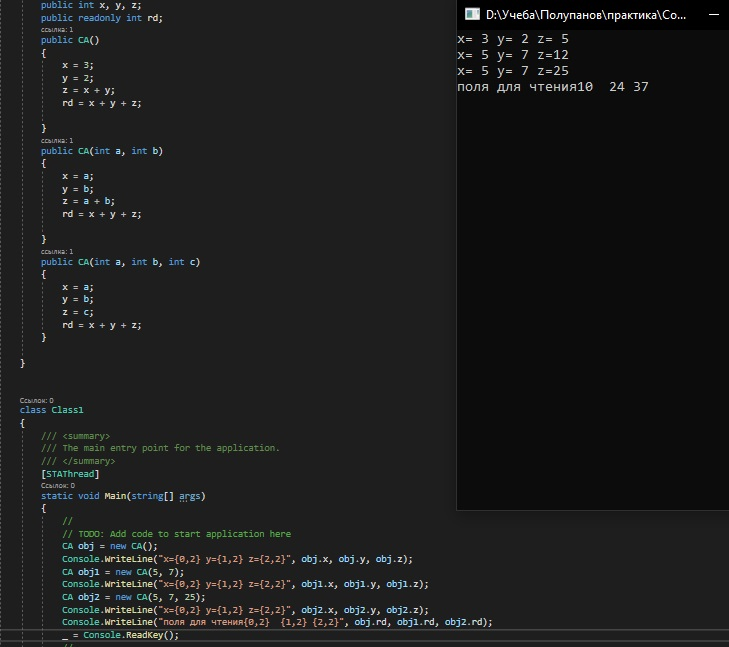 public int x, y, z;
public readonly int rd;
ссылка: 1
public CA()
{
x = 3;
y = 2;
z = x + y;
rd = x + y + z;
}
ссылка: 1
public CA(int a, int b)
{
x = a;
y = b;
z = a + b;
rd = x + y + z;
}
ссылка: 1
public CA(int a, int b, int c)
{
x = a;
y = b;
z = c;
rd = x + y + z;
}
}
Ссылок: 0
class Class1
{
/// <summary>
/// The main entry point for the application.
/// </summary>
[STAThread]
Ссылок: 0
static void Main(string[] args)
{
//
// TODO: Add code to start application here
CA obj = new CA();
Console.WriteLine("x={0,2} y={1,2} z={2,2}", obj.x, obj.y, obj.z);
CA obj1 = new CA(5, 7);
Console.WriteLine("x={0,2} y={1,2} z={2,2}", obj1.x, obj1.y, obj1.z);
CA obj2 = new CA(5, 7, 25);
Console.WriteLine("x={0,2} y={1,2} z={2,2}", obj2.x, obj2.y, obj2.z);
Console.WriteLine("поля для чтения{0,2}  {1,2} {2,2}", obj.rd, obj1.rd, obj2.rd);
_ = Console.ReadKey();
//
D:\Учеба\Полупанов\практика\Co...
x= 3 y= 2 z= 5
x= 5 y= 7 z=12
x= 5 y= 7 z=25
поля для чтения10  24 37